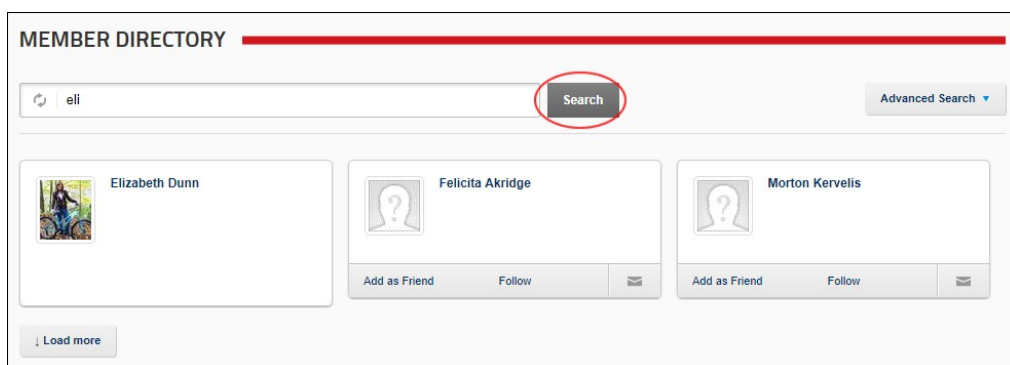 MEMBER DIRECTORY
eli
Search
Advanced Search ▼
Elizabeth Dunn
Felicita Akridge
Morton Kervelis
Add as Friend Follow
Add as Friend Follow
↓ Load more